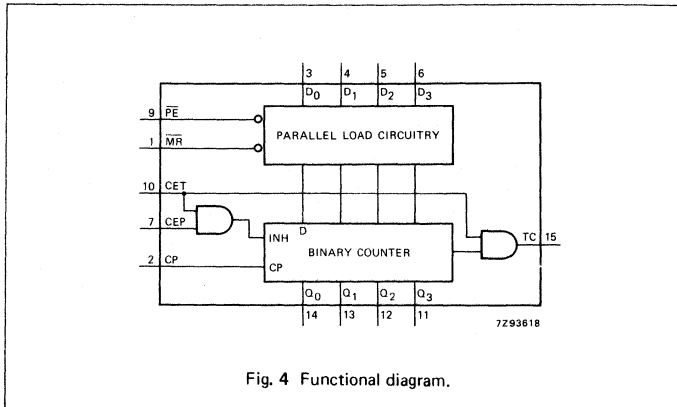 3 4 5 6
D0 D1 D2 D3
9 P̅E̅
PARALLEL LOAD CIRCUITRY
1 M̅R̅
10 CET
7 CEP
TC 15
D
INH
BINARY COUNTER
2 CP
CP
Q0 Q1 Q2 Q3
14 13 12 11
7Z93618
Fig. 4 Functional diagram.